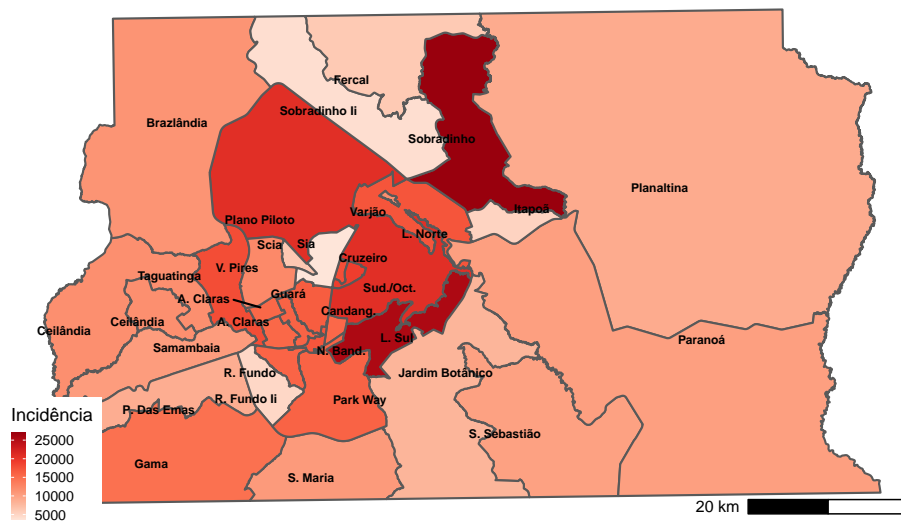 Fercal
Sobradinho Ii
Brazlândia
Sobradinho
Planaltina
Itapoã
Varjão
Plano Piloto
L. Norte
Scia
Sia
Cruzeiro
V. Pires
Taguatinga
Sud./Oct.
Guará
A. Claras
Candang.
Ceilândia
Ceilândia
A. Claras
L. Sul
Paranoá
Samambaia
N. Band.
R. Fundo
Jardim Botânico
R. Fundo Ii
Park Way
P. Das Emas
S. Sebastião
Gama
S. Maria
Incidência
25000
20000
15000
10000
5000
20 km